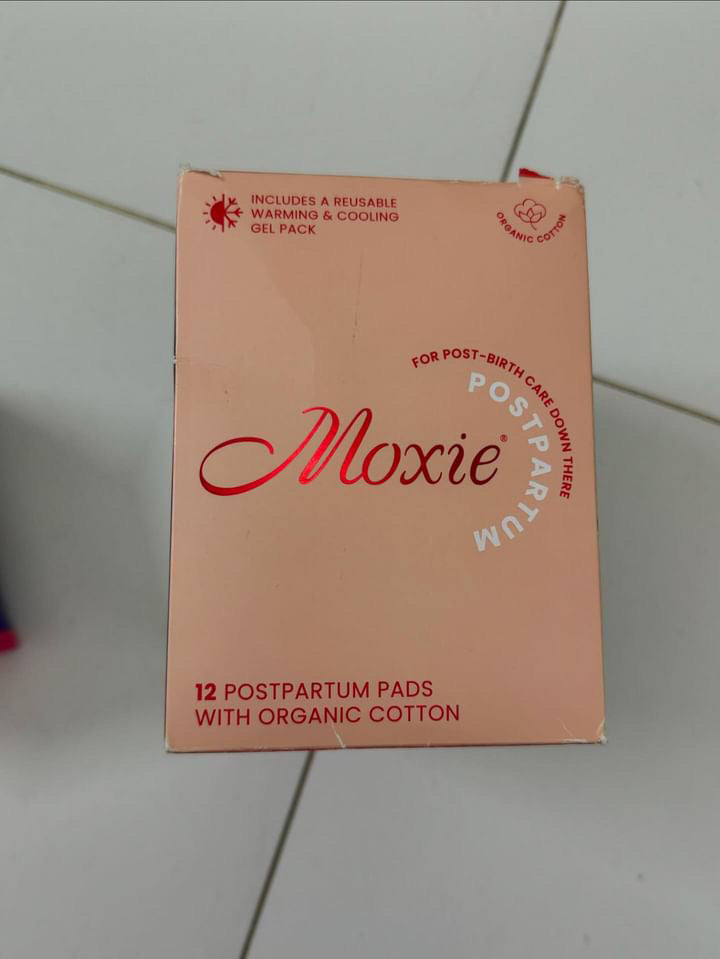 INCLUDES A REUSABLE
WARMING & COOLING
GEL PACK
ORGANIC COTTON
FOR POST-BIRTH CARE DOWN THERE
POSTPARTUM
Moxie®
12 POSTPARTUM PADS
WITH ORGANIC COTTON